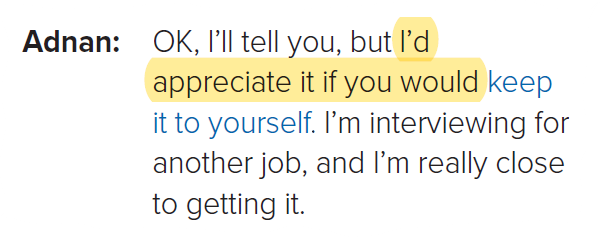 Adnan: OK, I’ll tell you, but I’d
appreciate it if you would keep
it to yourself. I’m interviewing for
another job, and I’m really close
to getting it.